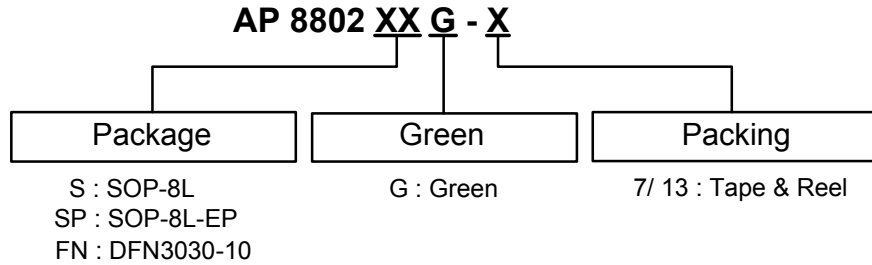 AP 8802 XX G - X
Package
Green
Packing
S : SOP-8L
G : Green
7/ 13 : Tape & Reel
SP : SOP-8L-EP
FN : DFN3030-10